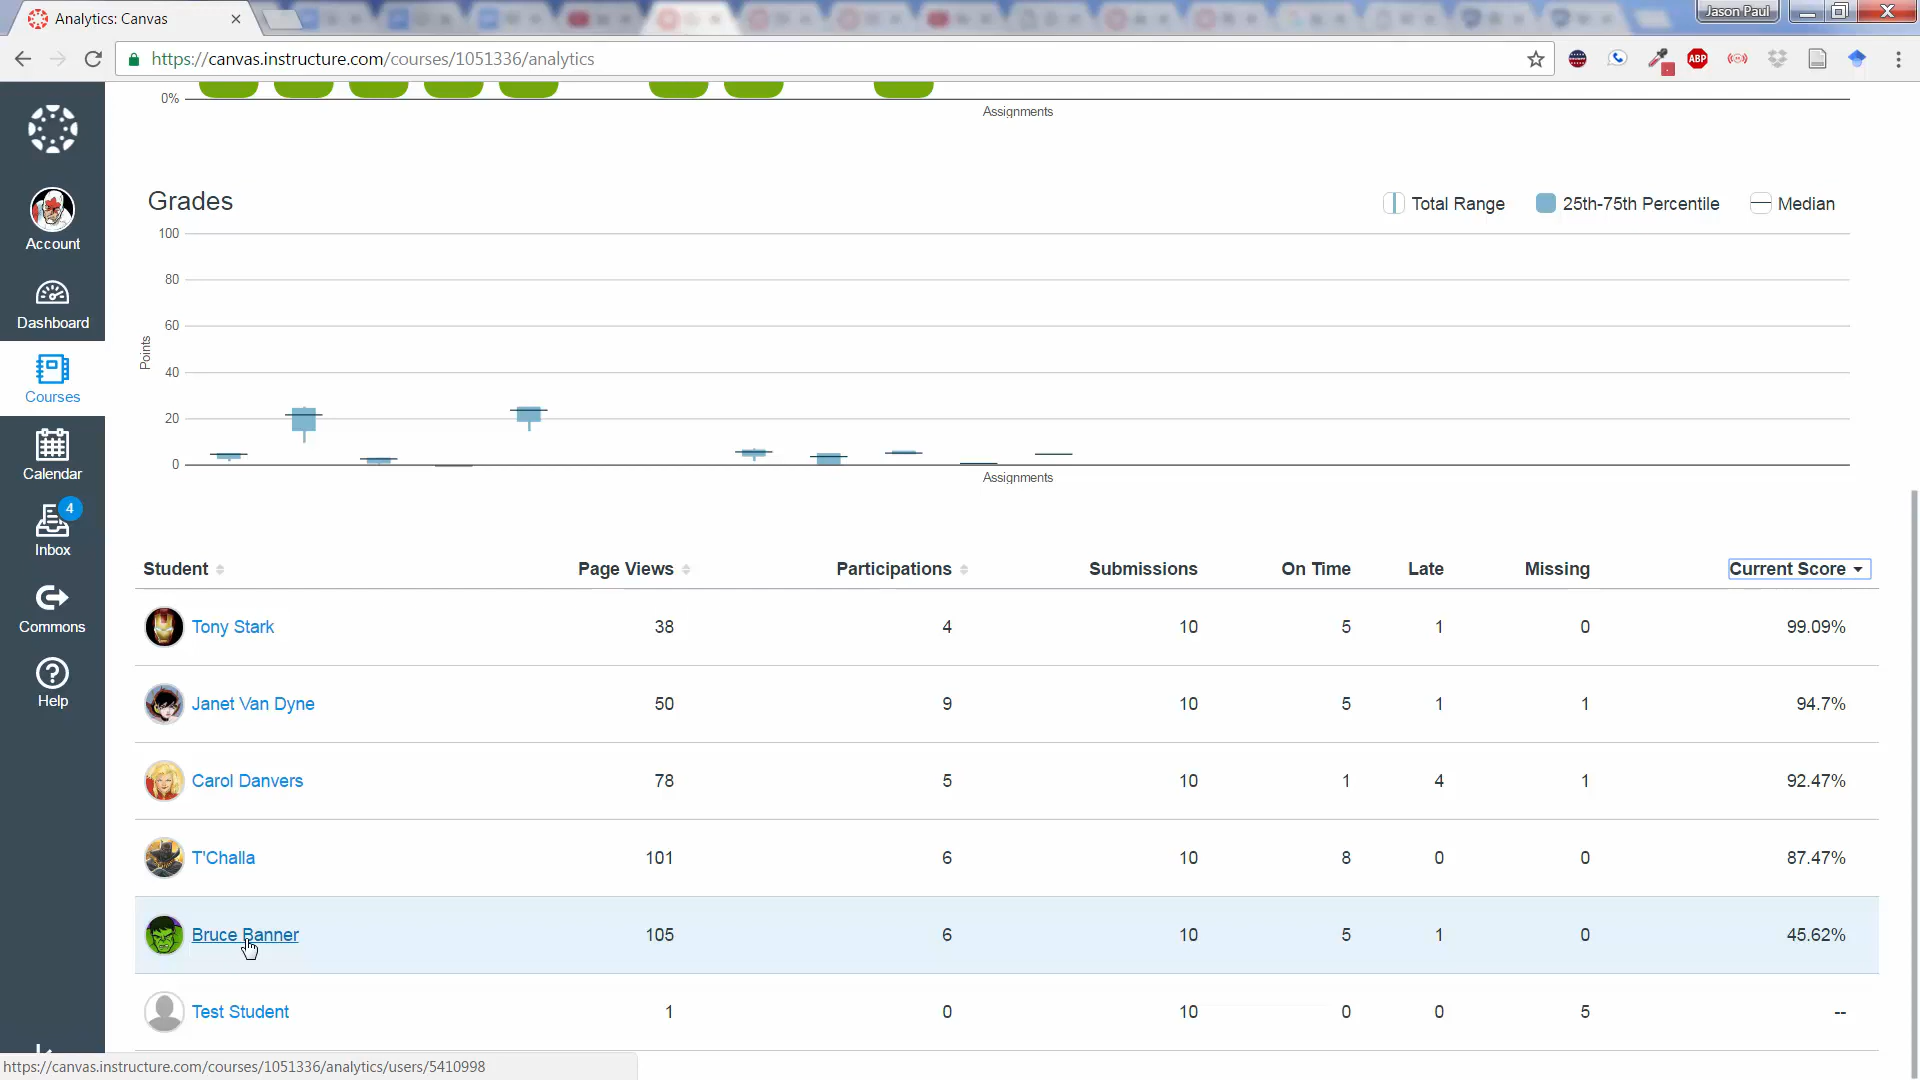 Analytics: Canvas
Jason Paul
https://canvas.instructure.com/courses/1051336/analytics
ABP
0%
Assignments
Account
Dashboard
Courses
Calendar
4
Inbox
Commons
Help
Grades
Total Range
25th-75th Percentile
Median
100
80
60
40
20
0
Points
Assignments
Student Page Views Participations Submissions On Time Late Missing Current Score
Tony Stark 38 4 10 5 1 0 99.09%
Janet Van Dyne 50 9 10 5 1 1 94.7%
Carol Danvers 78 5 10 1 4 1 92.47%
T'Challa 101 6 10 8 0 0 87.47%
Bruce Banner 105 6 10 5 1 0 45.62%
Test Student 1 0 10 0 0 5 --
https://canvas.instructure.com/courses/1051336/analytics/users/5410998